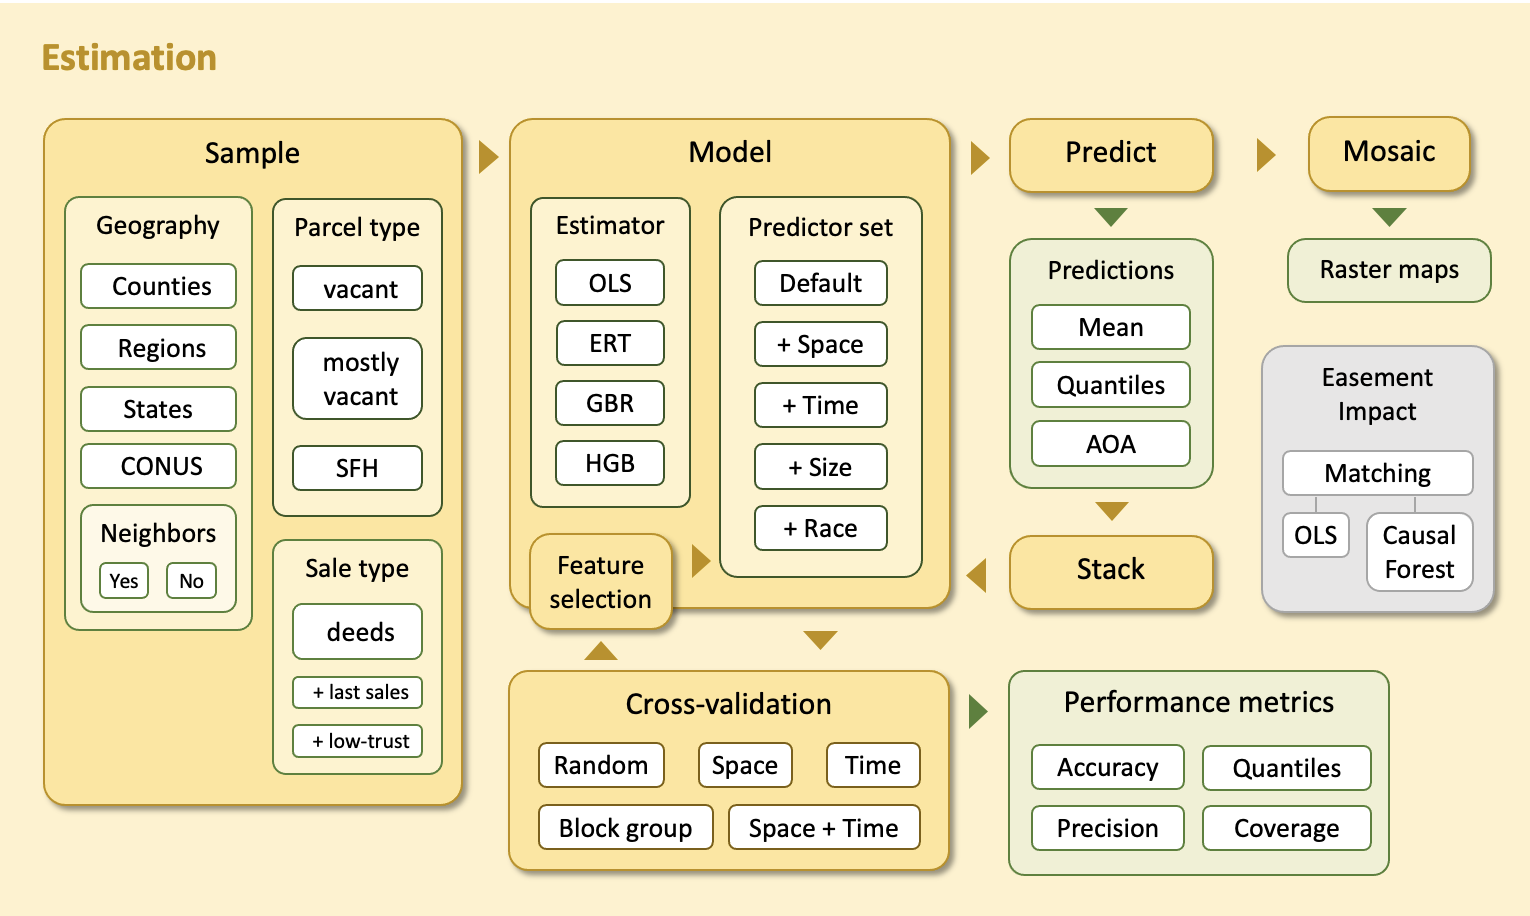 Estimation
Sample
Geography
Counties
Regions
States
CONUS
Neighbors
Yes
No
Parcel type
vacant
mostly
vacant
SFH
Sale type
deeds
+ last sales
+ low-trust
Model
Estimator
OLS
ERT
GBR
HGB
Predictor set
Default
+ Space
+ Time
+ Size
+ Race
Feature
selection
Cross-validation
Random
Space
Time
Block group
Space + Time
Predict
Predictions
Mean
Quantiles
AOA
Stack
Performance metrics
Accuracy
Quantiles
Precision
Coverage
Mosaic
Raster maps
Easement
Impact
Matching
OLS
Causal
Forest